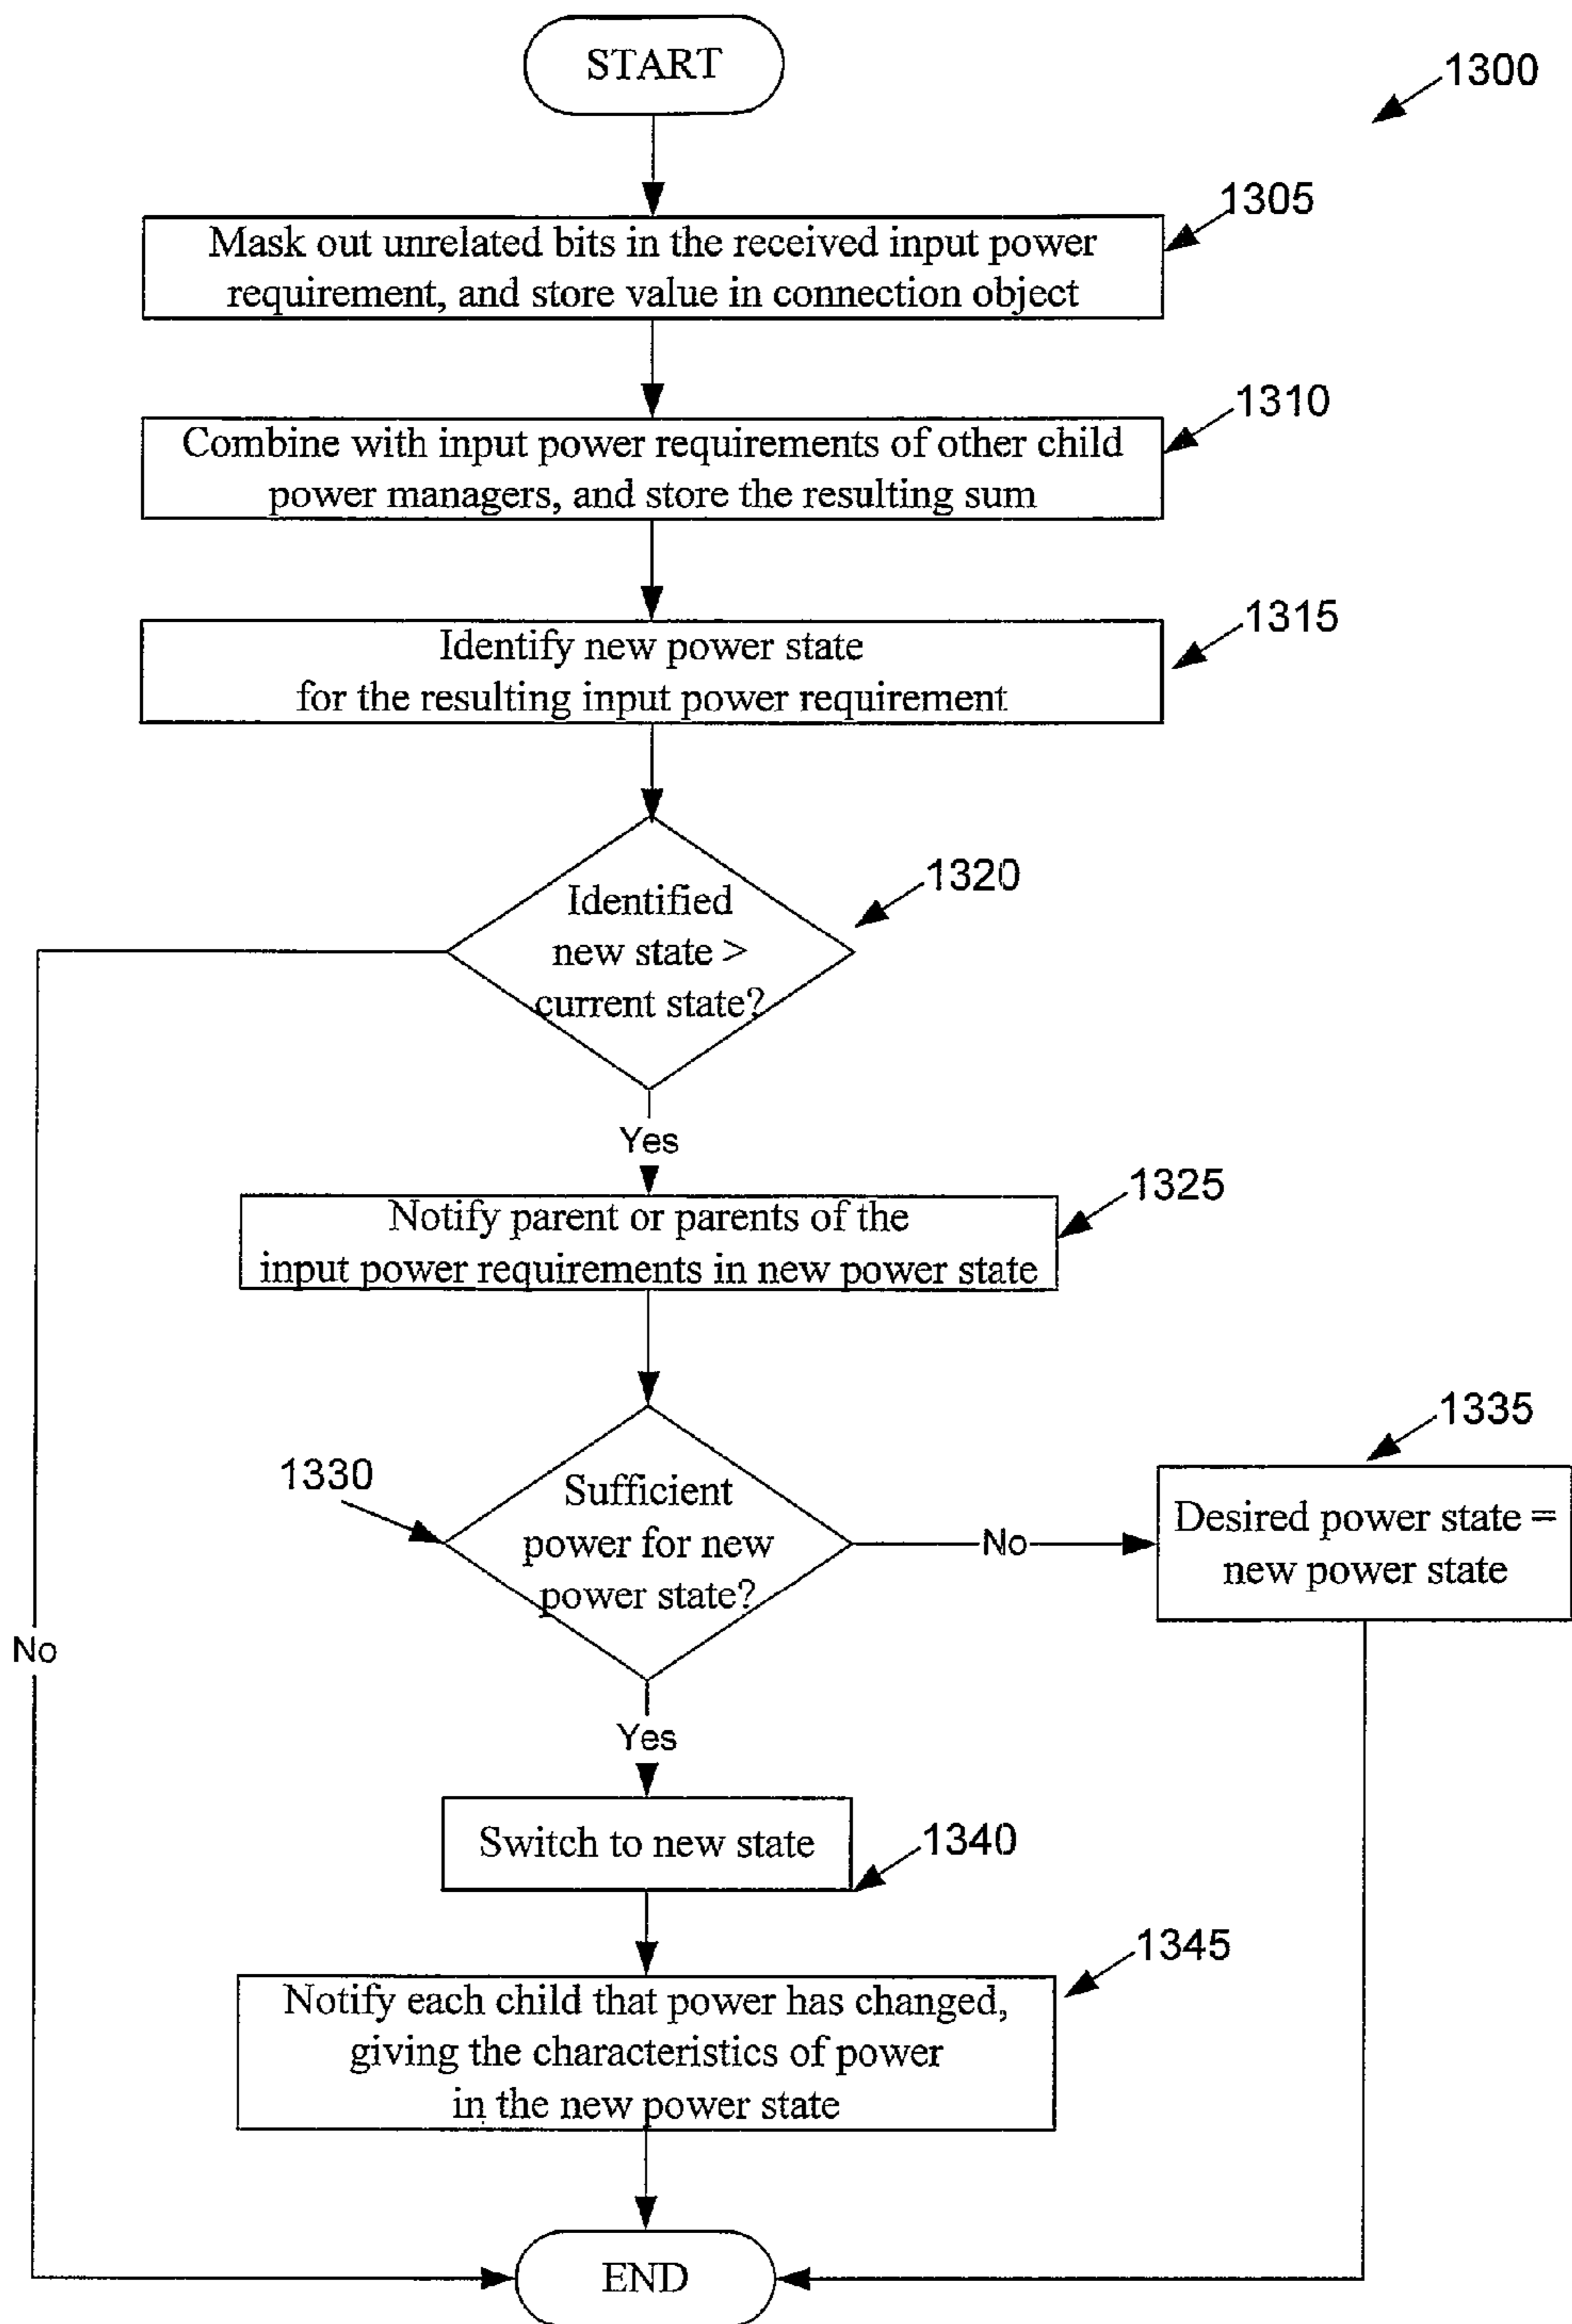 START
1300
1305
Mask out unrelated bits in the received input power
requirement, and store value in connection object
1310
Combine with input power requirements of other child
power managers, and store the resulting sum
1315
Identify new power state
for the resulting input power requirement
1320
Identified
new state >
current state?
Yes
1325
Notify parent or parents of the
input power requirements in new power state
1335
1330
Sufficient
power for new
power state?
No
Desired power state =
new power state
No
Yes
Switch to new state
1340
1345
Notify each child that power has changed,
giving the characteristics of power
in the new power state
END